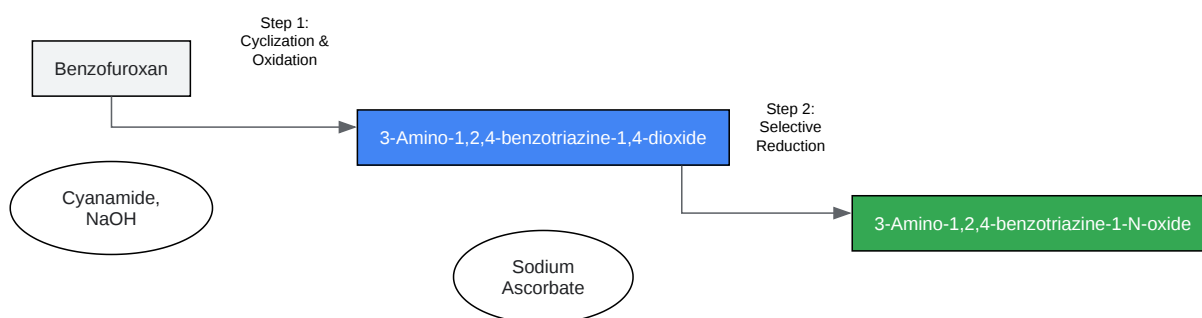 Step 1:
Cyclization &
Oxidation
Benzofuroxan
3-Amino-1,2,4-benzotriazine-1,4-dioxide
Step 2:
Selective
Reduction
Cyanamide,
NaOH
3-Amino-1,2,4-benzotriazine-1-N-oxide
Sodium
Ascorbate